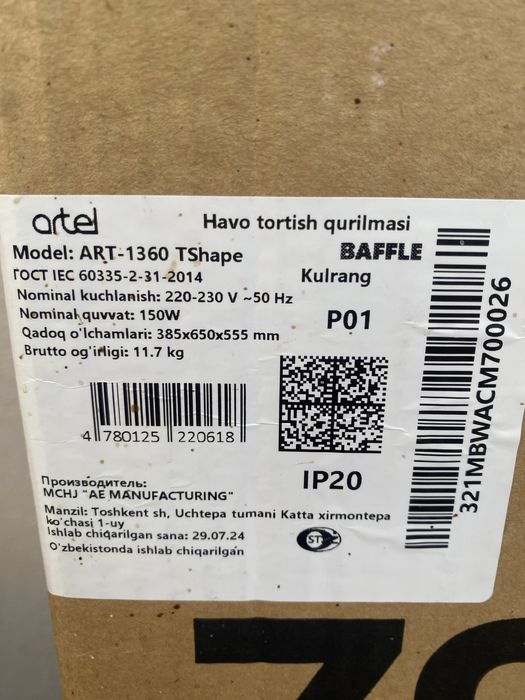 artel
Havo tortish qurilmasi
Model: ART-1360 TShape
BAFFLE
ГОСТ IEC 60335-2-31-2014
Kulrang
Nominal kuchlanish: 220-230 V ~50 Hz
Nominal quvvat: 150W
P01
Qadoq o'lchamlari: 385x650x555 mm
Brutto og'irligi: 11.7 kg
4 780125 220618
321MBWACM700026
IP20
Производитель:
MCHJ "AE MANUFACTURING"
Manzil: Toshkent sh, Uchtepa tumani Katta xirmontepa
ko'chasi 1-uy
Ishlab chiqarilgan sana: 29.07.24
O'zbekistonda ishlab chiqarilgan
ST